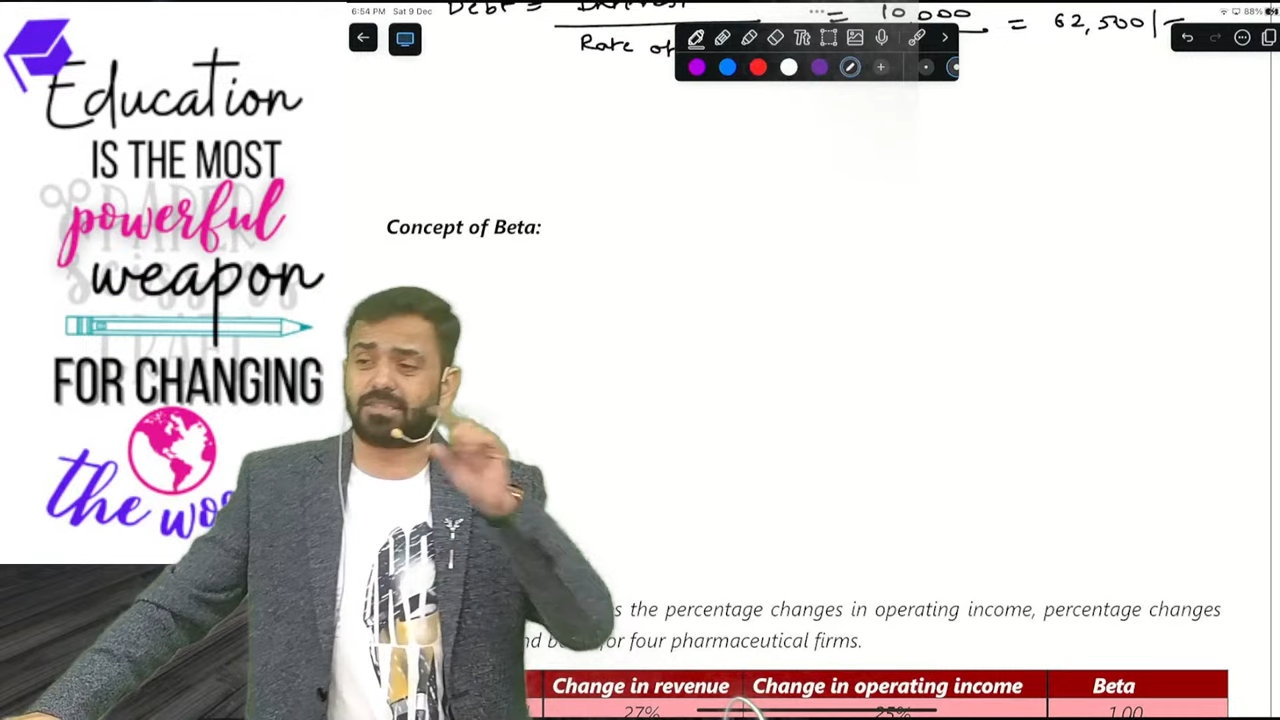 6:54 PM Sat 9 Dec
88%
Debt =
= 10,000 = 62,500/-
Rate of
Education
IS THE MOST
powerful
weapon
FOR CHANGING
the
Concept of Beta:
the percentage changes in operating income, percentage changes
for four pharmaceutical firms.
Change in revenue Change in operating income Beta
27% 25% 1.00